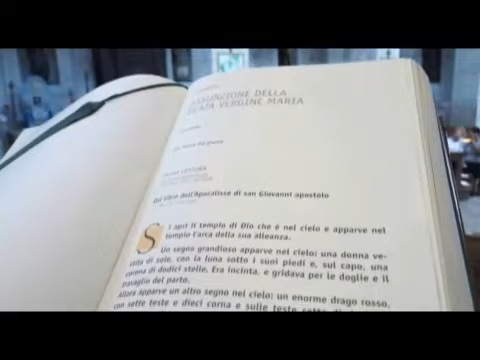 ASSUNZIONE DELLA
BEATA VERGINE MARIA
Dal libro dell'Apocalisse di san Giovanni apostolo
Si aprì il tempio di Dio che è nel cielo e apparve nel
tempio l'arca della sua alleanza.
Un segno grandioso apparve nel cielo: una donna ve-
stita di sole, con la luna sotto i suoi piedi e, sul capo, una
corona di dodici stelle. Era incinta, e gridava per le doglie e il
travaglio del parto.
Allora apparve un altro segno nel cielo: un enorme drago rosso,
con sette teste e dieci corna e sulle teste sette